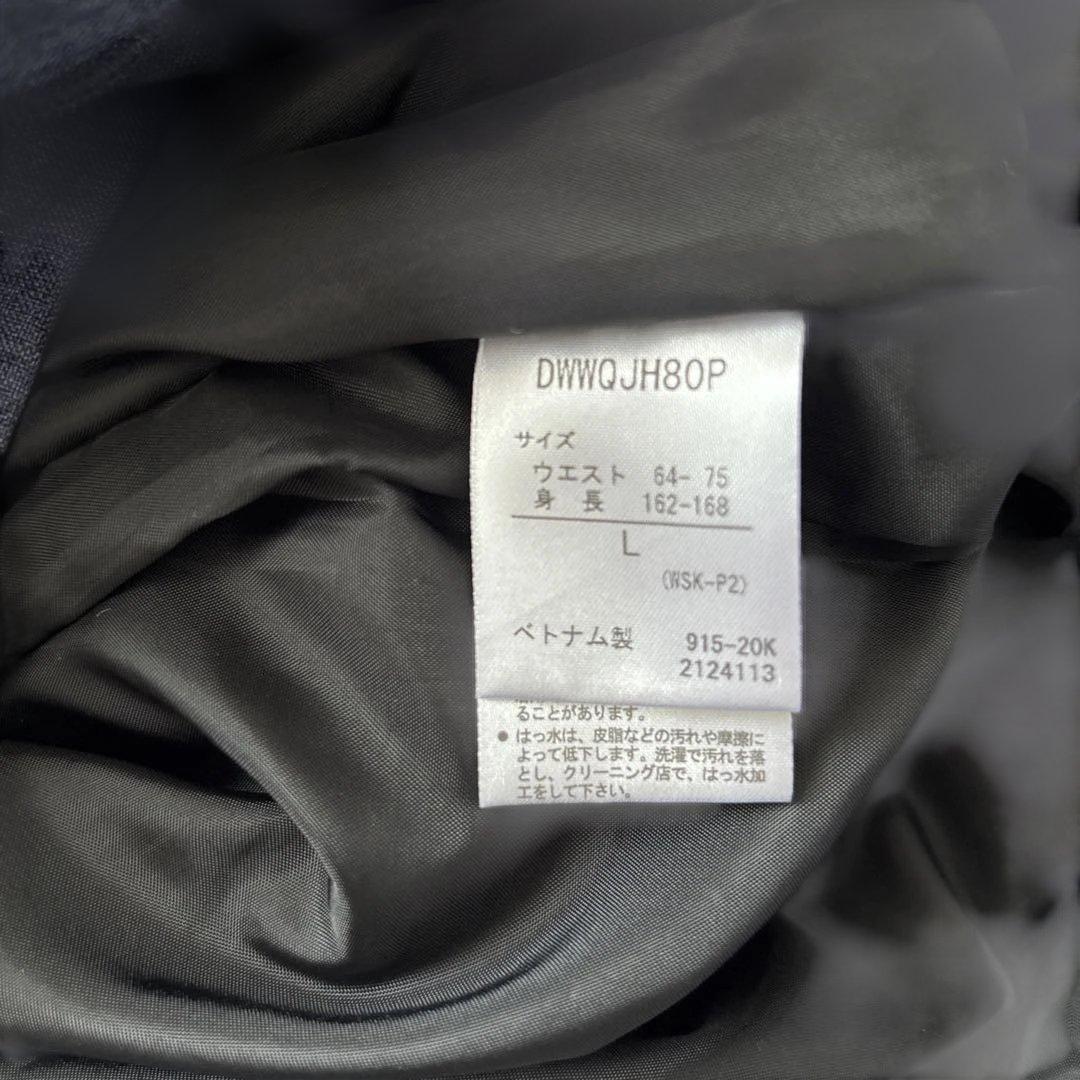 DWWQJH80P
サイズ
ウエスト 64- 75
身 長 162-168
L
(WSK-P2)
ベトナム製 915-20K
2124113
ることがあります。
● はっ水は、皮脂などの汚れや摩擦に
よって低下します。洗濯で汚れを落
とし、クリーニング店で、はっ水加
工をして下さい。